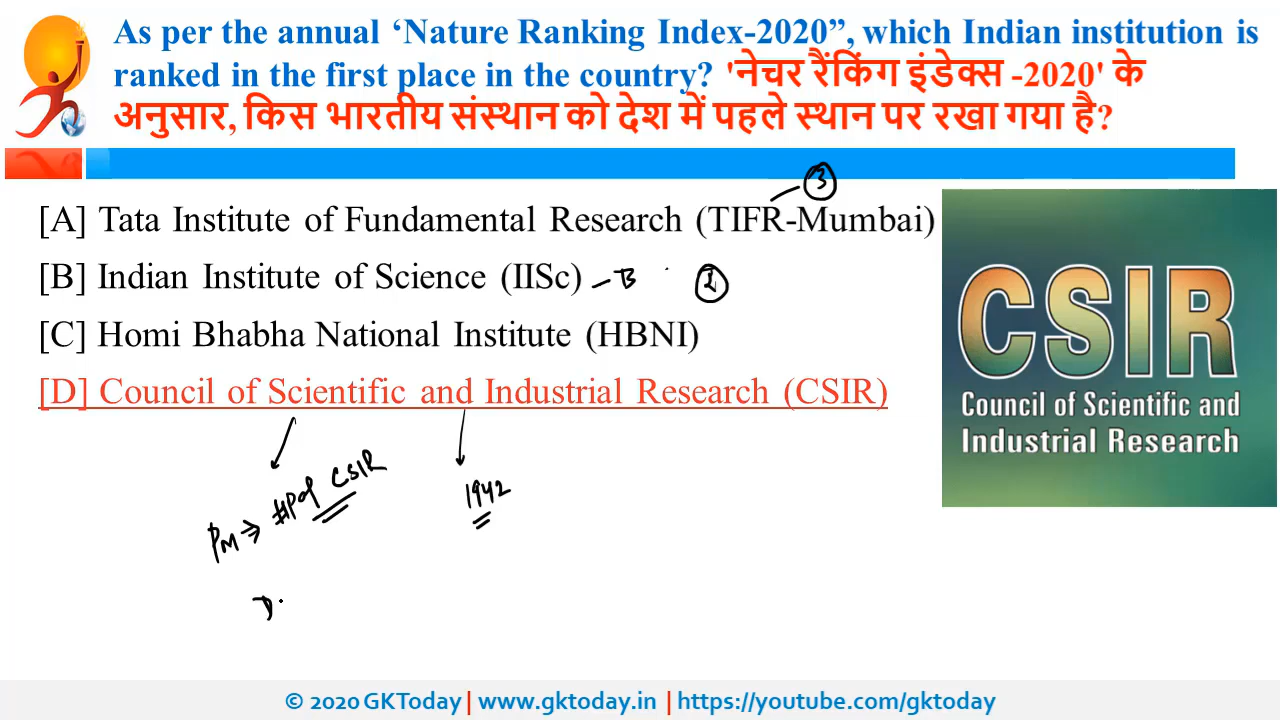 As per the annual ‘Nature Ranking Index-2020”, which Indian institution is
ranked in the first place in the country? 'नेचर रैंकिंग इंडेक्स -2020' के
अनुसार, किस भारतीय संस्थान को देश में पहले स्थान पर रखा गया है?
3
[A] Tata Institute of Fundamental Research (TIFR-Mumbai)
[B] Indian Institute of Science (IISc) – B
[C] Homi Bhabha National Institute (HBNI)
[D] Council of Scientific and Industrial Research (CSIR)
CSIR
Council of Scientific and
Industrial Research
CSIR
1942
PM →
© 2020 GKToday | www.gktoday.in | https://youtube.com/gktoday